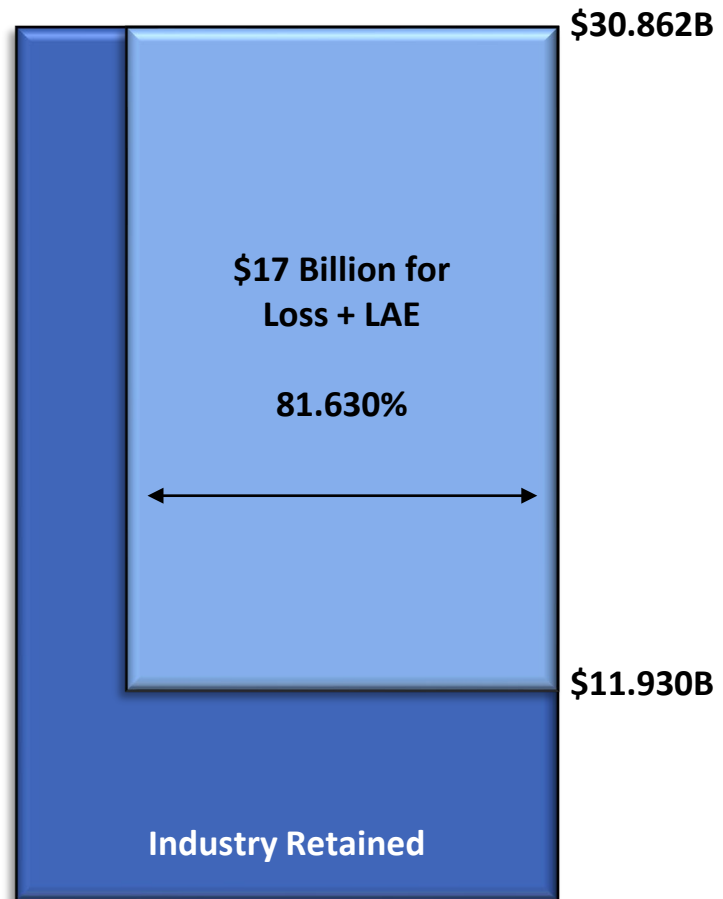 $30.862B
$17 Billion for
Loss + LAE
81.630%
$11.930B
Industry Retained